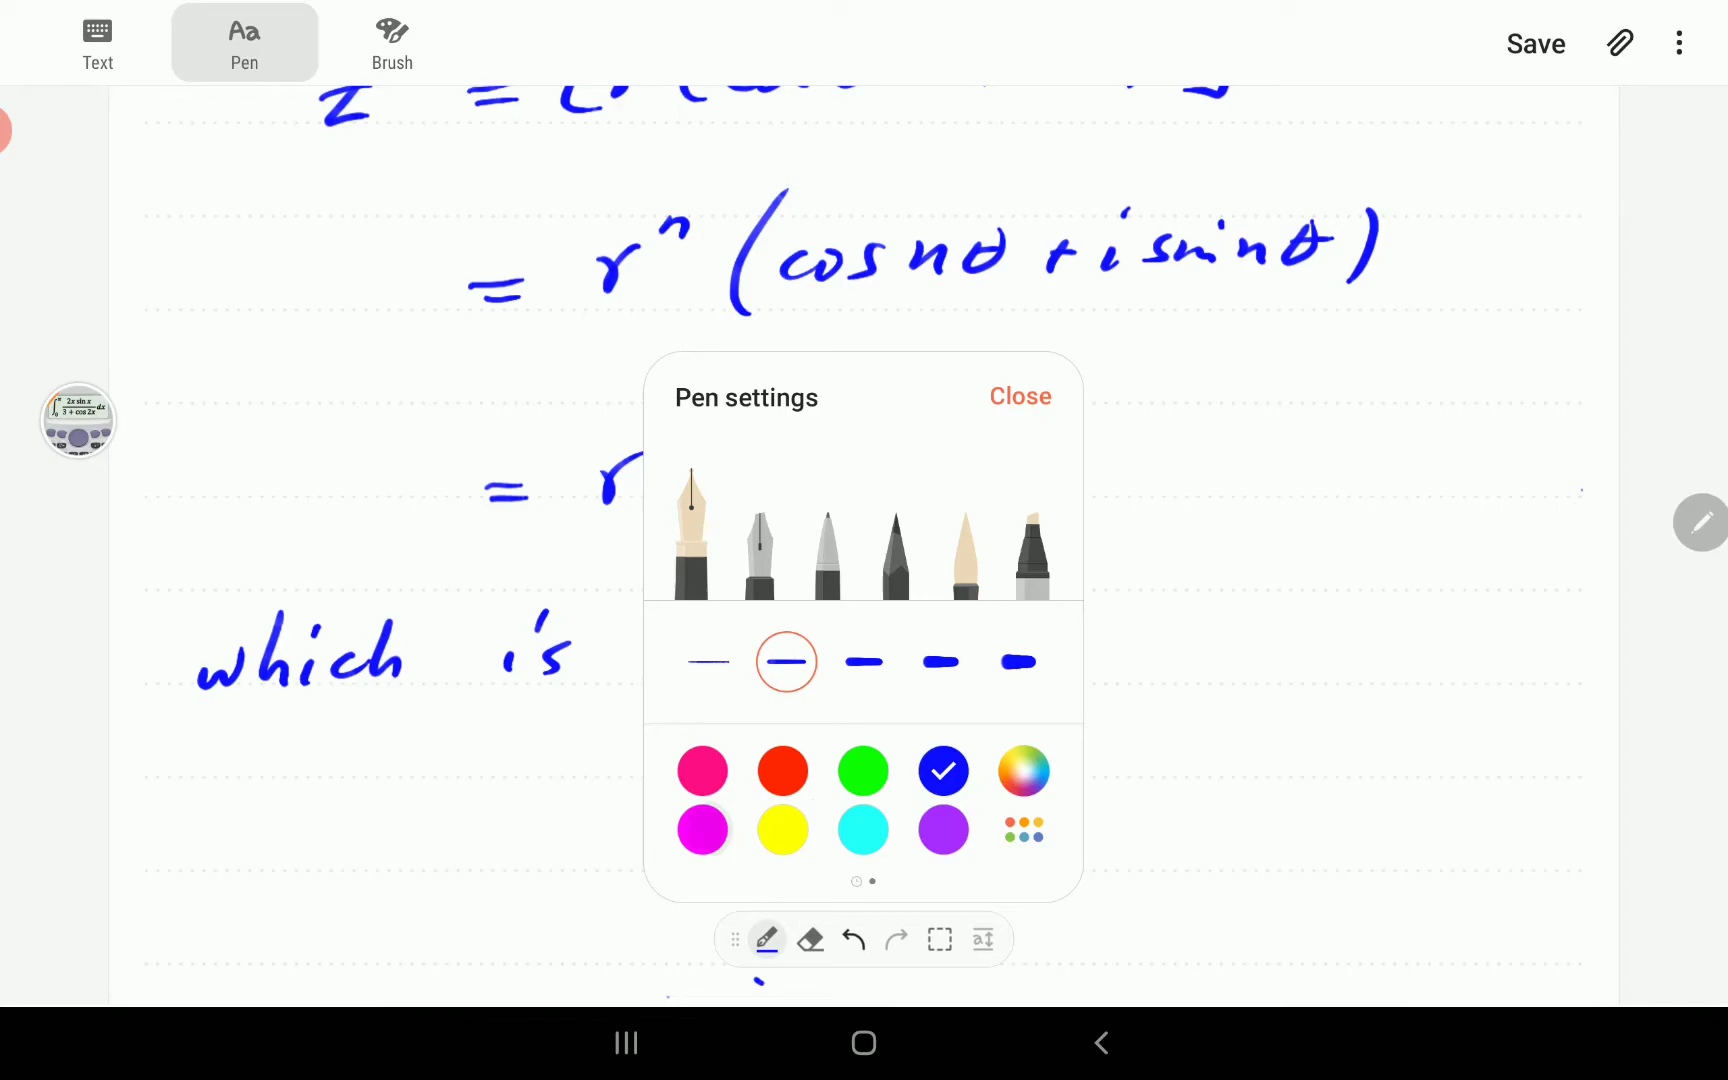 Text Pen Brush Save
= r^n (cos nθ + i sin nθ)
Pen settings Close
= r
which is